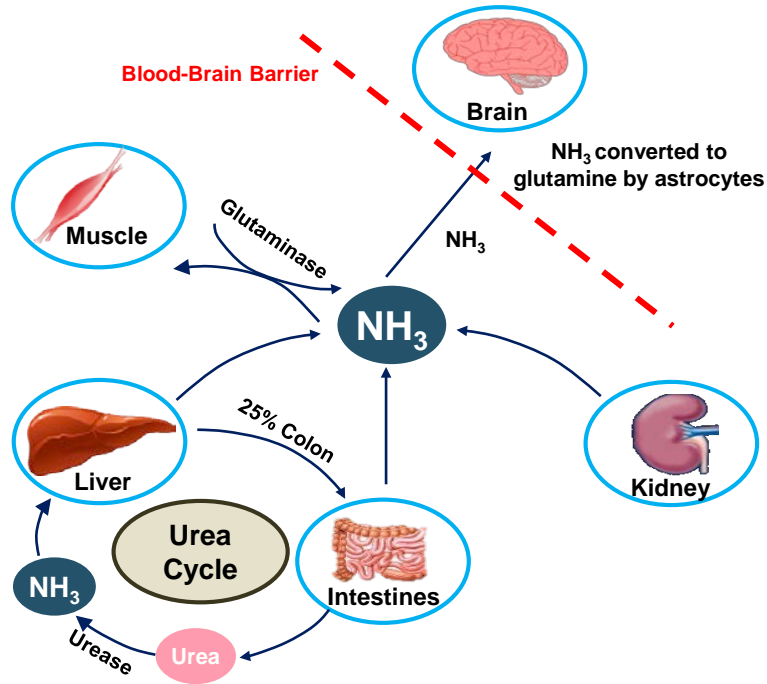 Blood-Brain Barrier
Brain
NH₃ converted to
glutamine by astrocytes
Muscle
Glutaminase
NH₃
NH₃
25% Colon
Liver
Kidney
Urea
Cycle
Intestines
NH₃
Urease
Urea